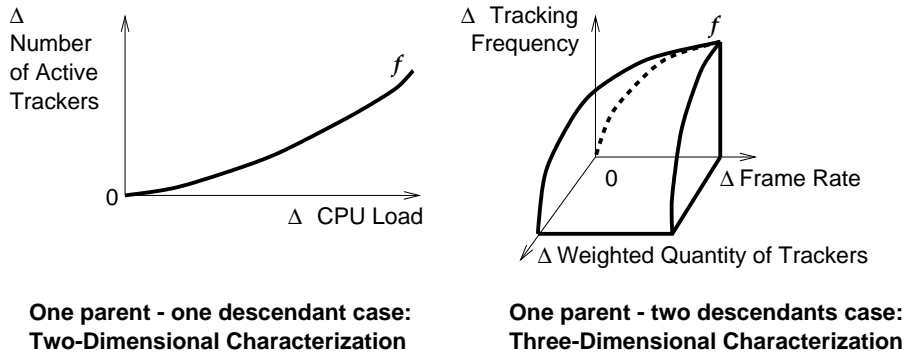 Δ
Number
of Active
Trackers
f
0
Δ CPU Load
Δ Tracking
Frequency
f
0
Δ Frame Rate
Δ Weighted Quantity of Trackers
One parent - one descendant case:
Two-Dimensional Characterization
One parent - two descendants case:
Three-Dimensional Characterization